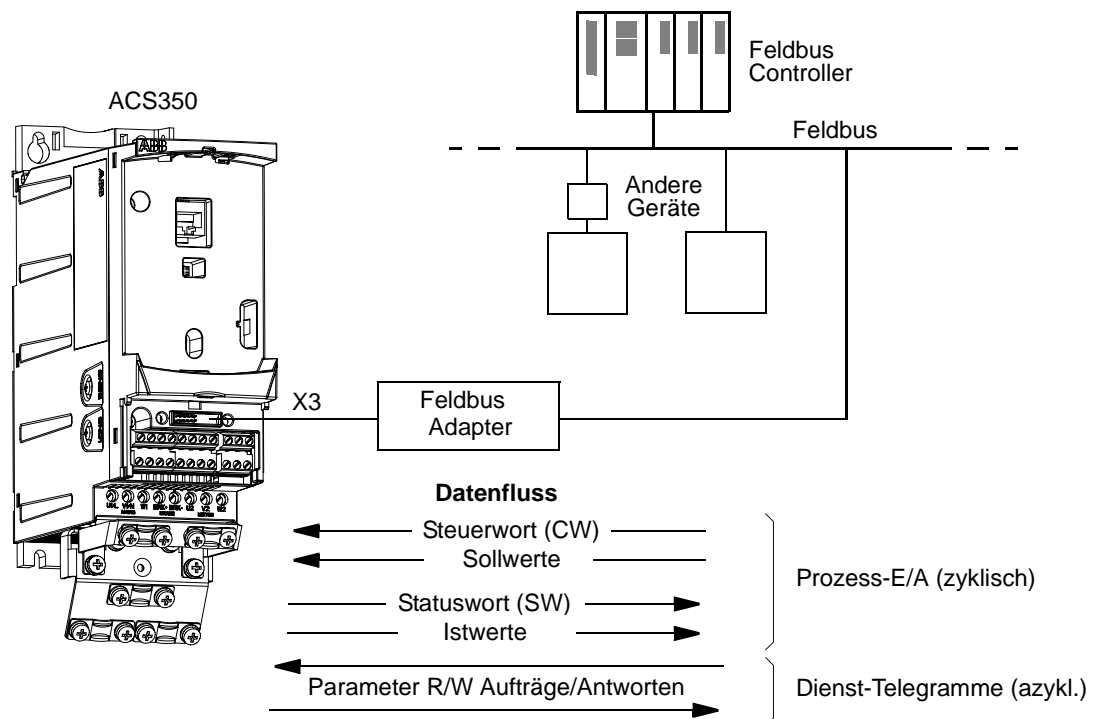 Feldbus
Controller
ACS350
Feldbus
ABB
Andere
Geräte
X3
Feldbus
Adapter
Datenfluss
Steuerwort (CW)
Sollwerte
Prozess-E/A (zyklisch)
Statuswort (SW)
Istwerte
Parameter R/W Aufträge/Antworten
Dienst-Telegramme (azykl.)